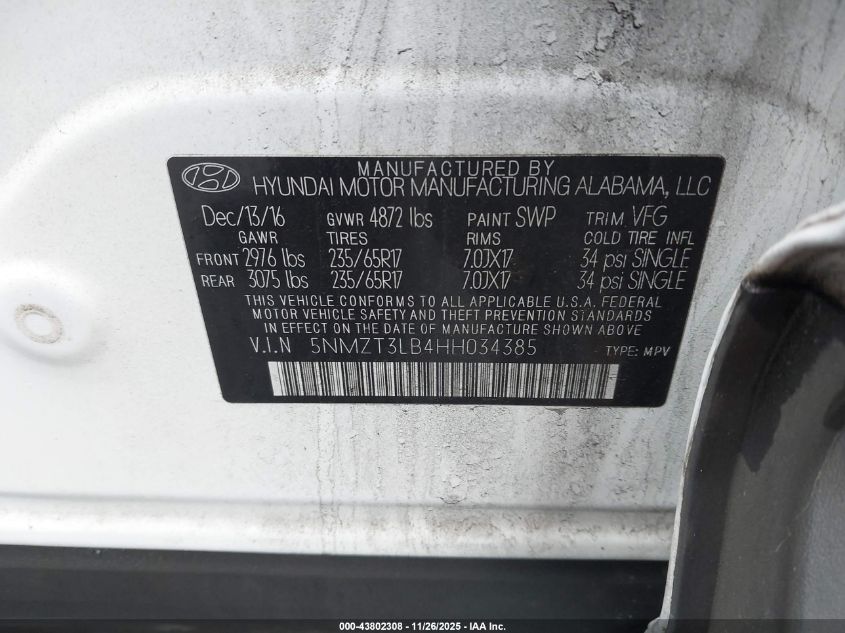 MANUFACTURED BY
HYUNDAI MOTOR MANUFACTURING ALABAMA, LLC
Dec/13/16 GVWR 4872 lbs PAINT SWP TRIM VFG
GAWR TIRES RIMS COLD TIRE INFL
FRONT 2976 lbs 235/65R17 7.0JX17 34 psi SINGLE
REAR 3075 lbs 235/65R17 7.0JX17 34 psi SINGLE
THIS VEHICLE CONFORMS TO ALL APPLICABLE U.S.A. FEDERAL
MOTOR VEHICLE SAFETY AND THEFT PREVENTION STANDARDS
IN EFFECT ON THE DATE OF MANUFACTURE SHOWN ABOVE
V.I.N 5NMZT3LB4HH034385 TYPE: MPV
000-43802308 - 11/26/2025 - IAA Inc.